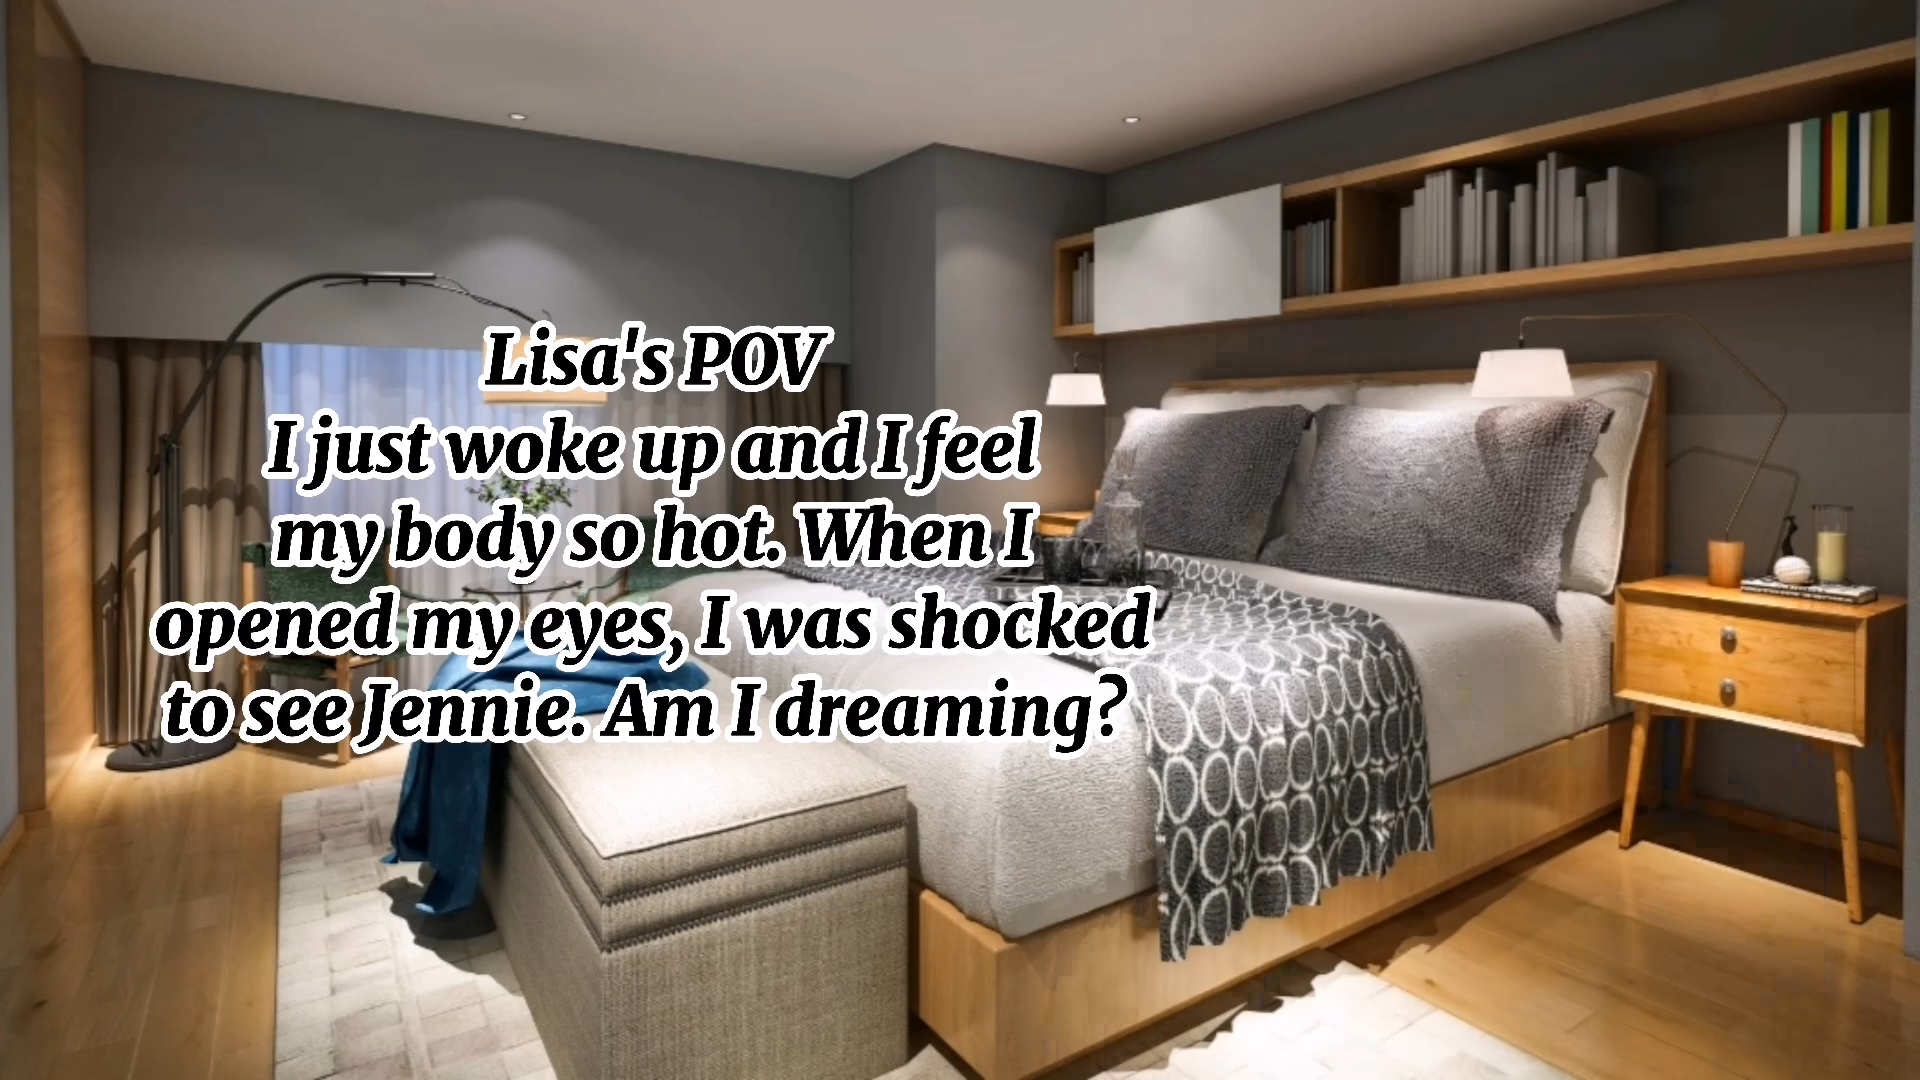 Lisa's POV
I just woke up and I feel
my body so hot. When I
opened my eyes, I was shocked
to see Jennie. Am I dreaming?